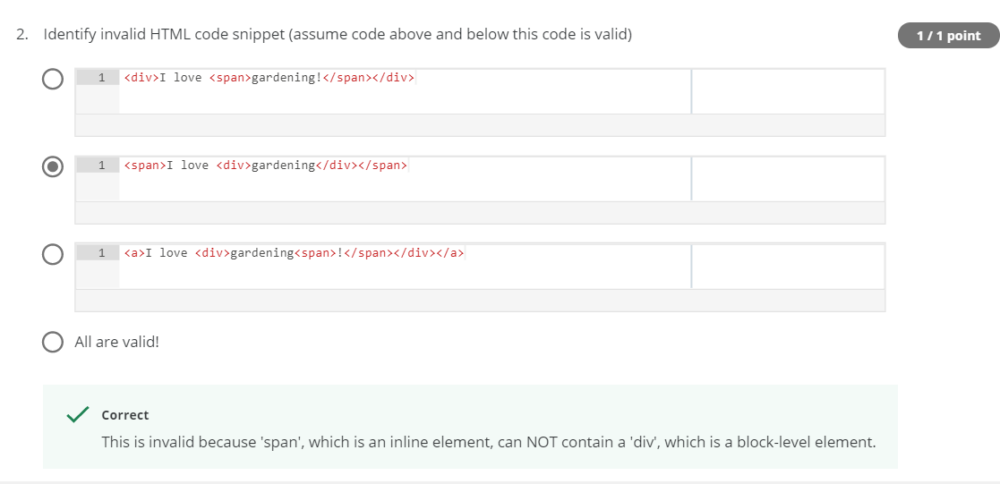 2. Identify invalid HTML code snippet (assume code above and below this code is valid)
1 / 1 point
1 <div>I love <span>gardening!</span></div>
1 <span>I love <div>gardening</div></span>
1 <a>I love <div>gardening<span>!</span></div></a>
All are valid!
Correct
This is invalid because 'span', which is an inline element, can NOT contain a 'div', which is a block-level element.